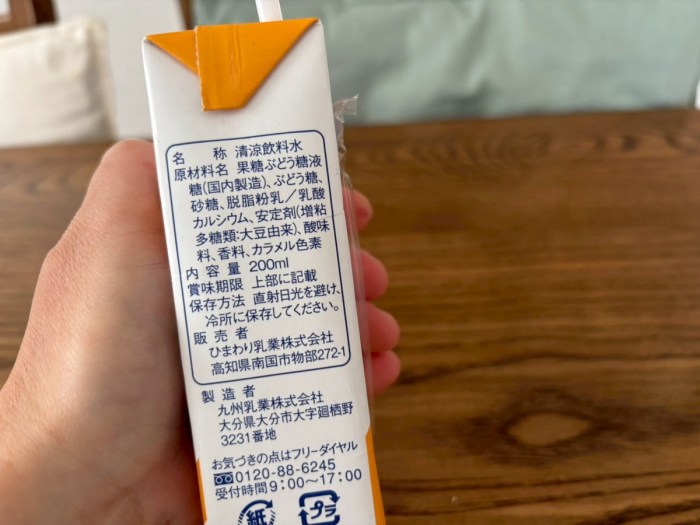 名称 清涼飲料水
原材料名 果糖ぶどう糖液
糖(国内製造)、ぶどう糖、
砂糖、脱脂粉乳／乳酸
カルシウム、安定剤(増粘
多糖類:大豆由来)、酸味
料、香料、カラメル色素
内容量 200ml
賞味期限 上部に記載
保存方法 直射日光を避け、
冷所に保存してください。
販売者
ひまわり乳業株式会社
高知県南国市物部272-1
製造者
九州乳業株式会社
大分県大分市大字廻栖野
3231番地
お気づきの点はフリーダイヤル
0120-88-6245
受付時間9:00〜17:00
紙 プラ